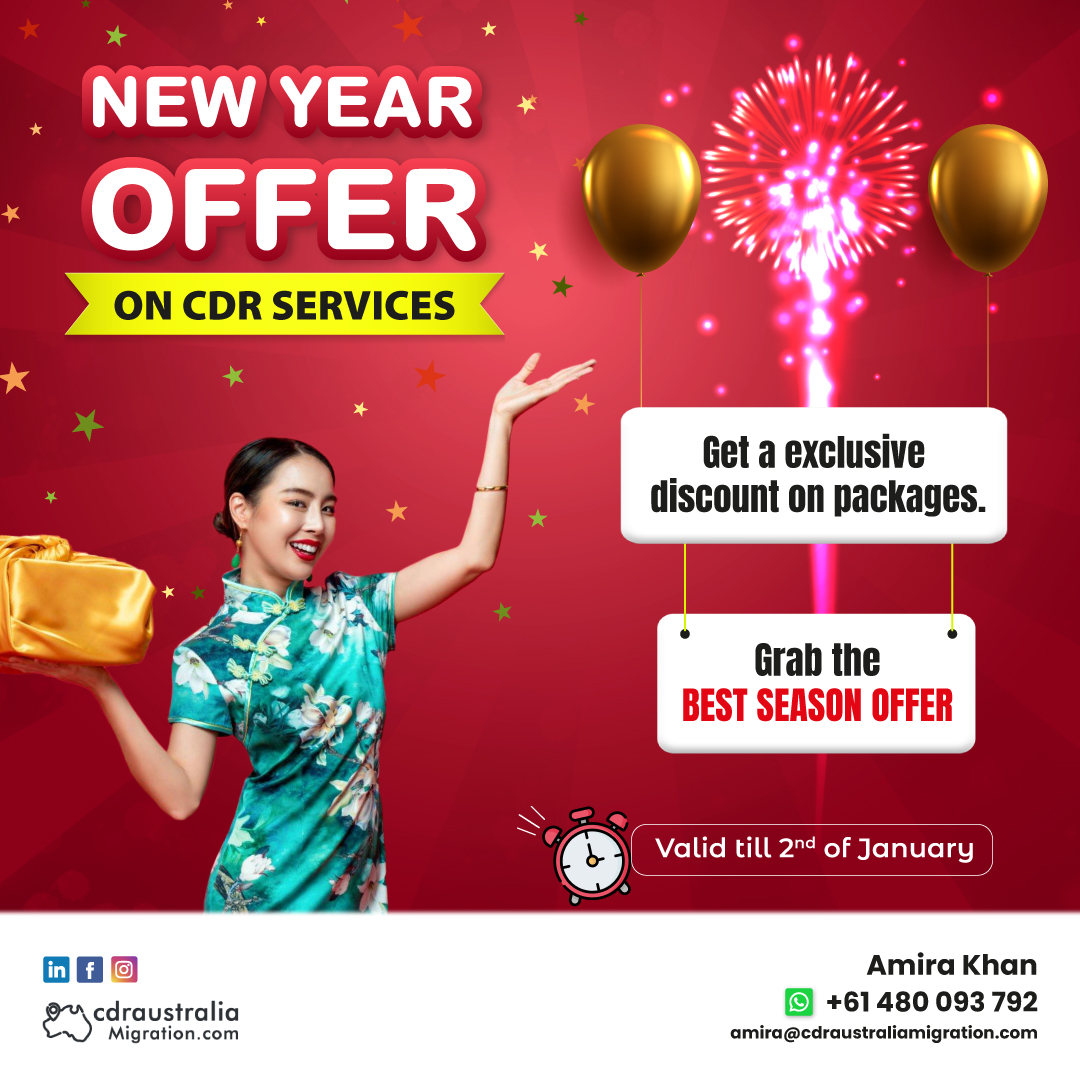 NEW YEAR
OFFER
ON CDR SERVICES
Get a exclusive
discount on packages.
Grab the
BEST SEASON OFFER
Valid till 2nd of January
in f
cdraustralia
Migration.com
Amira Khan
+61 480 093 792
amira@cdraustraliamigration.com